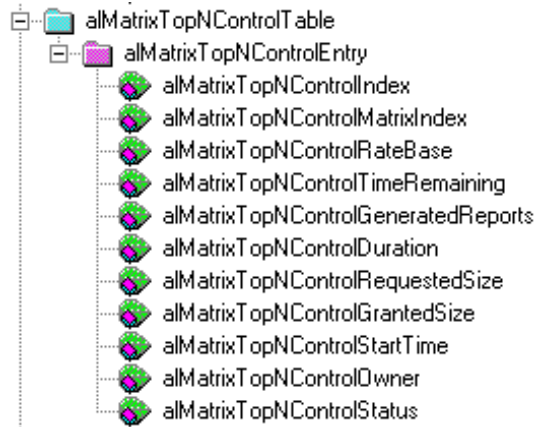 alMatrixTopNControlTable
alMatrixTopNControlEntry
alMatrixTopNControlIndex
alMatrixTopNControlMatrixIndex
alMatrixTopNControlRateBase
alMatrixTopNControlTimeRemaining
alMatrixTopNControlGeneratedReports
alMatrixTopNControlDuration
alMatrixTopNControlRequestedSize
alMatrixTopNControlGrantedSize
alMatrixTopNControlStartTime
alMatrixTopNControlOwner
alMatrixTopNControlStatus